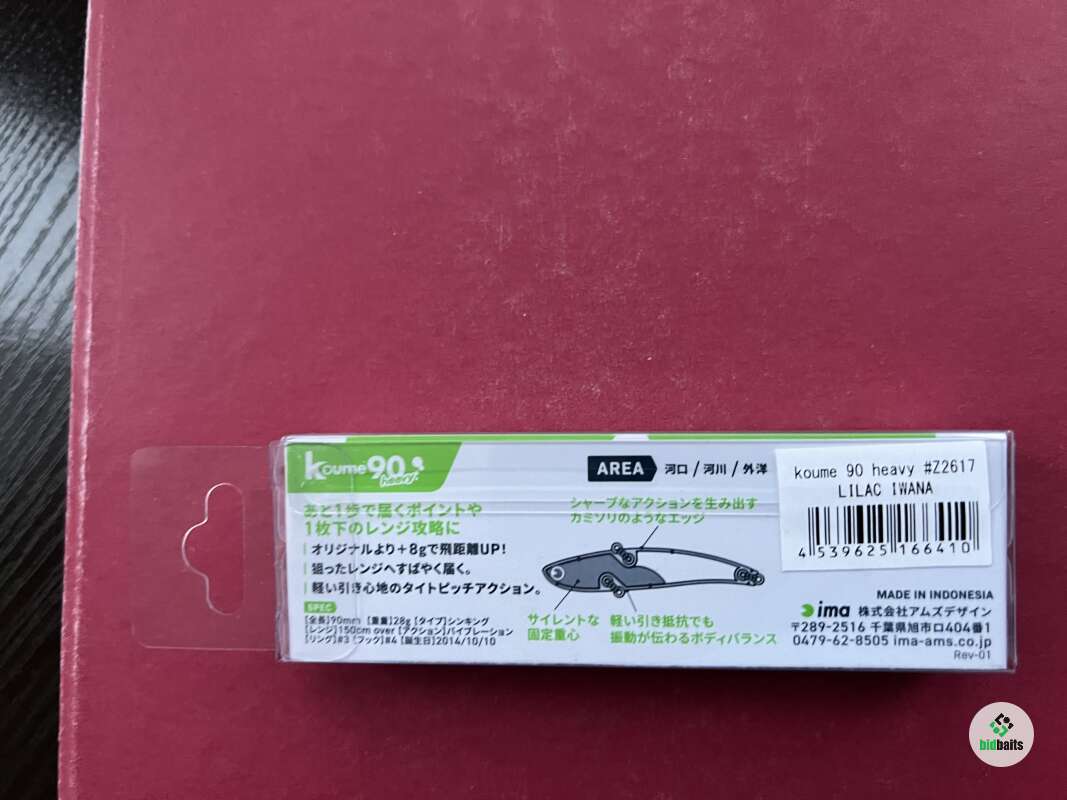 koume90
heavy
AREA 河口 / 河川 / 外洋
koume 90 heavy #Z2617
LILAC IWANA
4 539625 166410
あと1歩で届くポイントや
1枚下のレンジ攻略に
オリジナルより+8gで飛距離UP!
狙ったレンジへすばやく届く。
軽い引き心地のタイトピッチアクション。
SPEC
[全長]90mm [重量]28g [タイプ]シンキング
[レンジ]150cm over [アクション]バイブレーション
[リング]#3 [フック]#4 [誕生日]2014/10/10
シャープなアクションを生み出す
カミソリのようなエッジ
サイレントな
固定重心
軽い引き抵抗でも
振動が伝わるボディバランス
MADE IN INDONESIA
ima 株式会社アムズデザイン
〒289-2516 千葉県旭市ロ404番1
0479-62-8505 ima-ams.co.jp
Rev-01
bidbaits